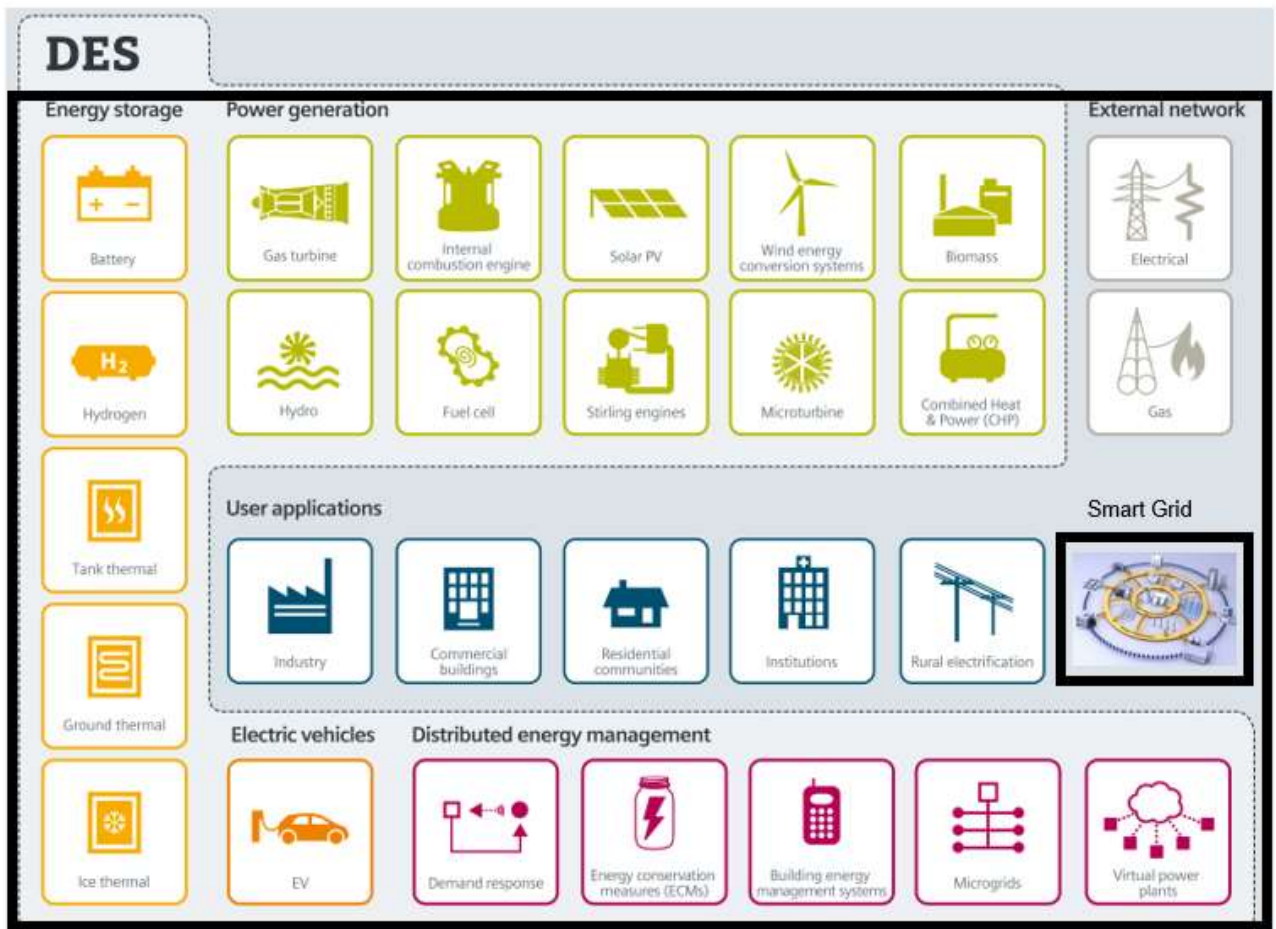 DES
Energy storage
Power generation
External network
+ −
Battery
Gas turbine
Internal
combustion engine
Solar PV
Wind energy
conversion systems
Biomass
Electrical
H2
Hydrogen
Hydro
Fuel cell
Stirling engines
Microturbine
Combined Heat
& Power (CHP)
Gas
Tank thermal
User applications
Smart Grid
Industry
Commercial
buildings
Residential
communities
Institutions
Rural electrification
Ground thermal
Electric vehicles
Distributed energy management
Ice thermal
EV
Demand response
Energy conservation
measures (ECMs)
Building energy
management systems
Microgrids
Virtual power
plants